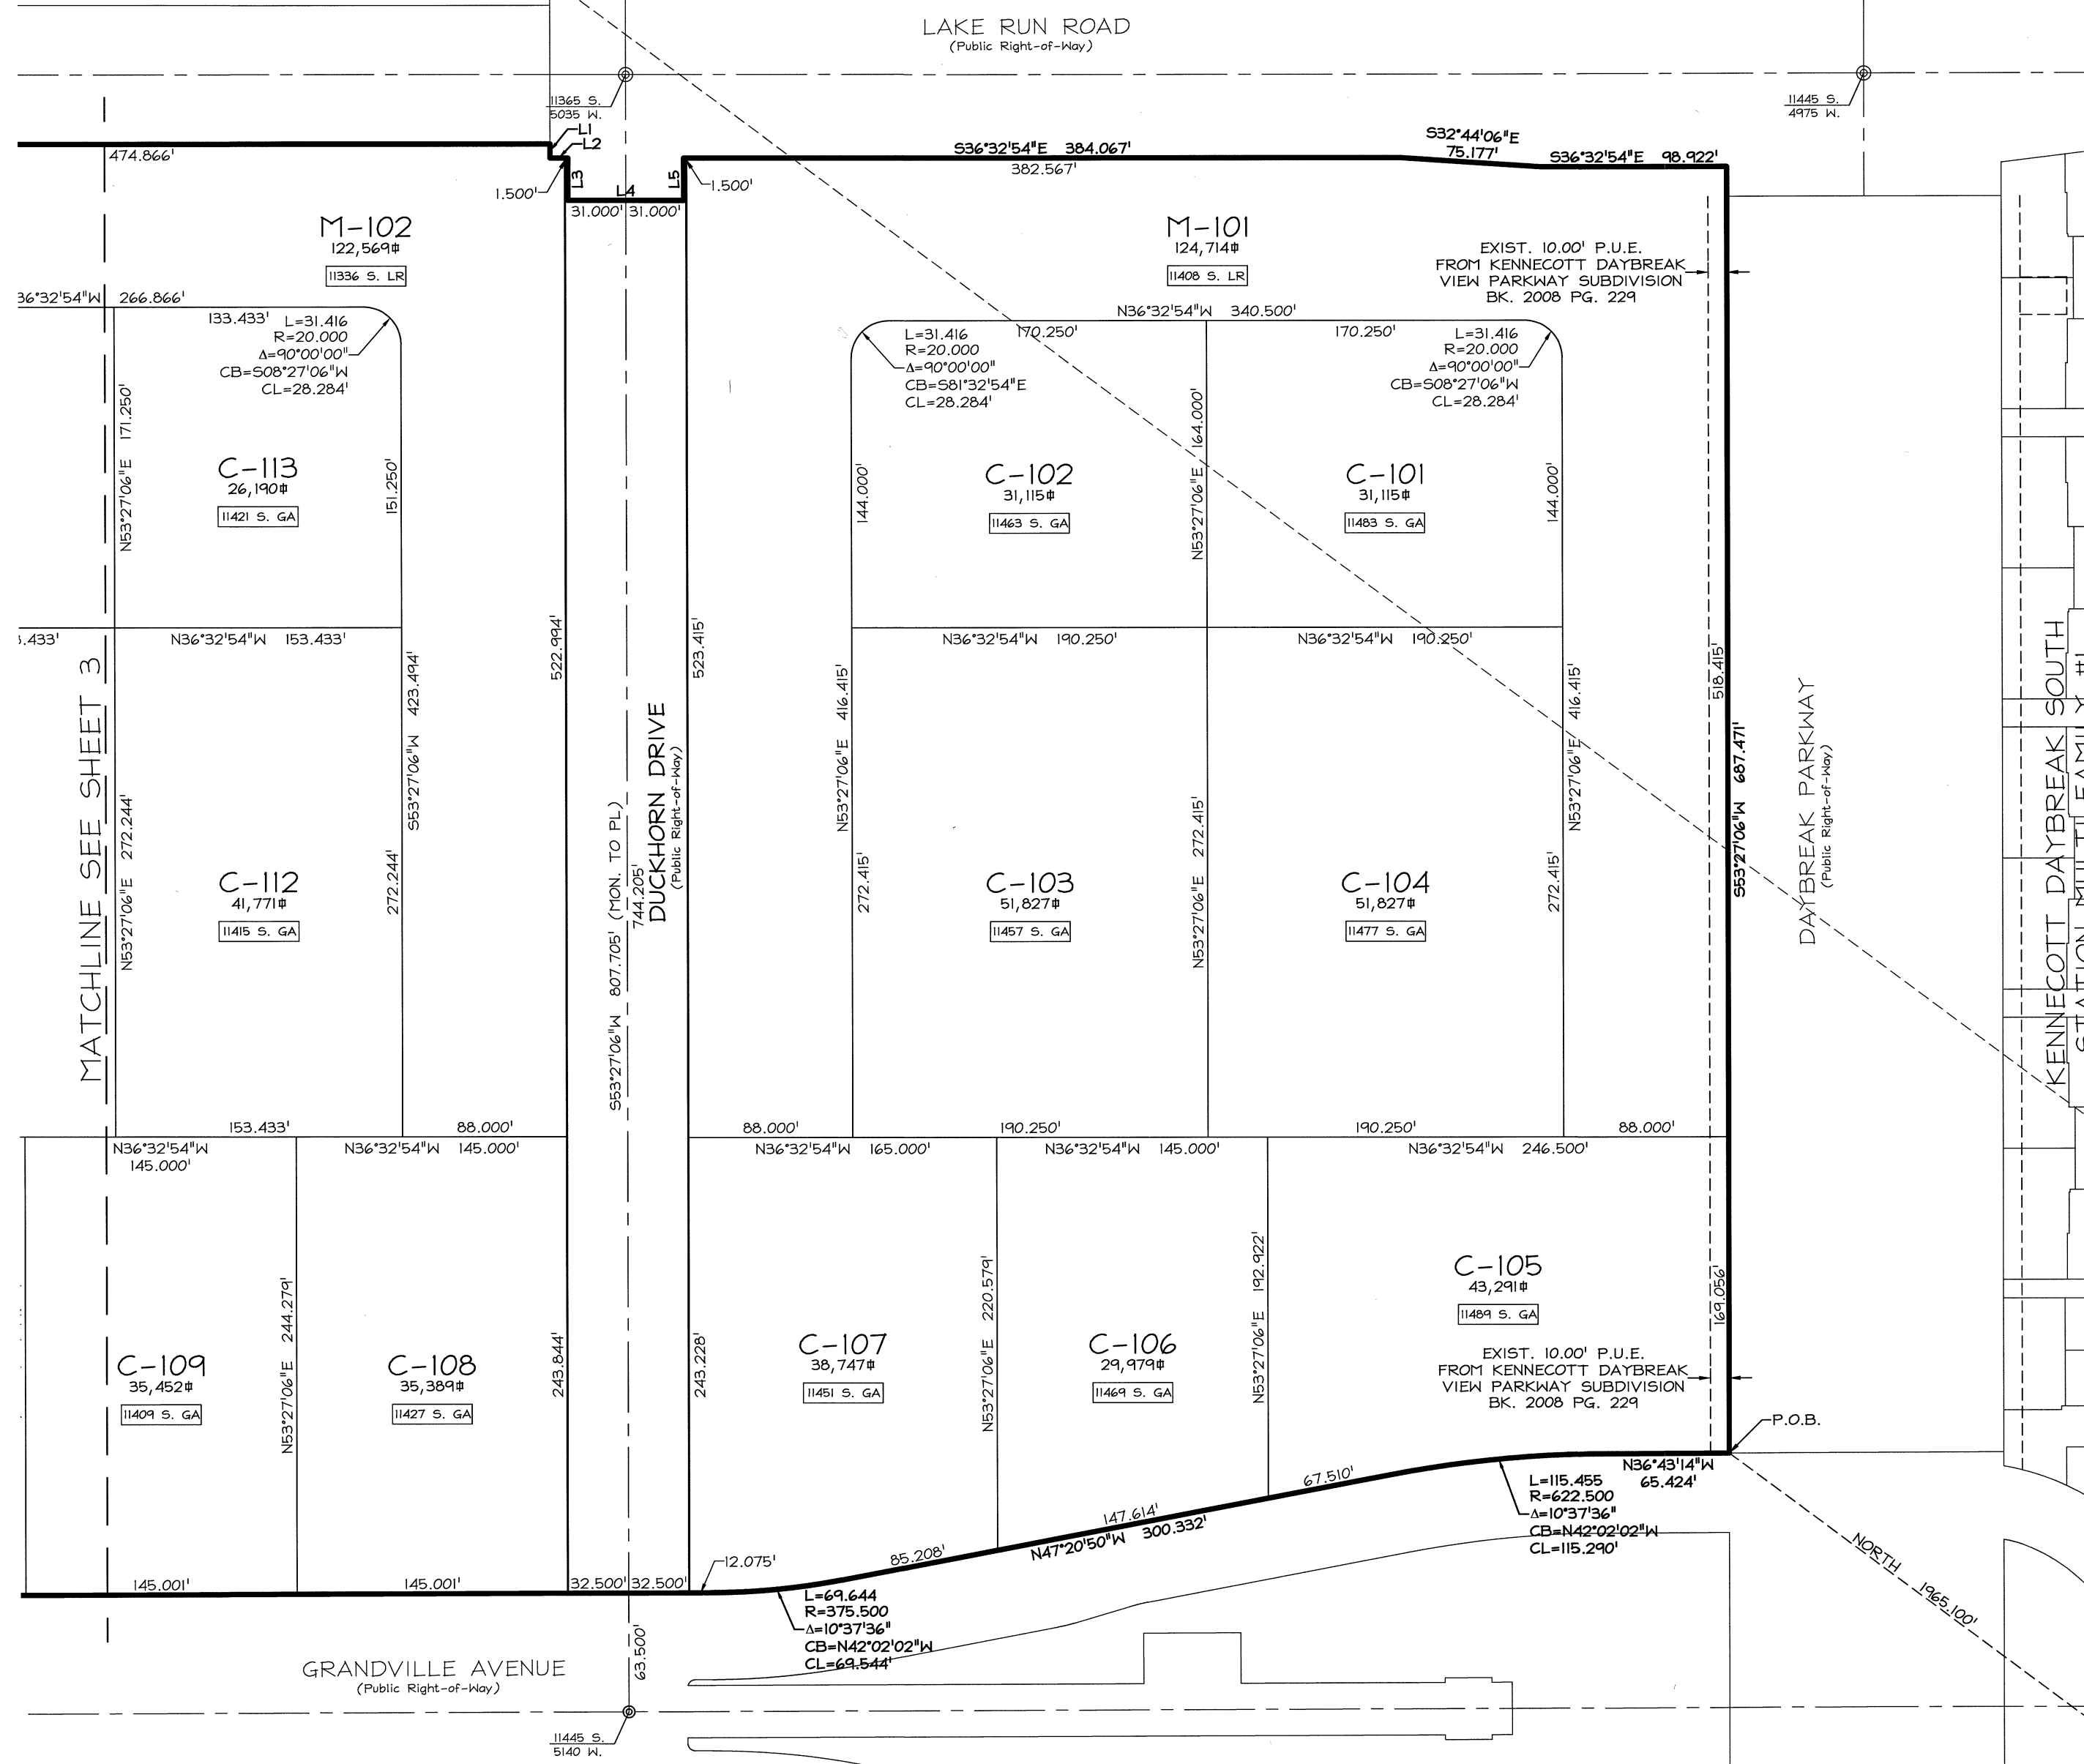 LAKE RUN ROAD
(Public Right-of-Way)
11365 S.
5035 W.
11445 S.
4975 W.
L1
L2
L3
L4
L5
474.866'
1.500'
1.500'
31.000'
31.000'
S36°32'54"E 384.067'
382.567'
S32°44'06"E
75.177'
S36°32'54"E 98.922'
M-102
122,569
11336 S. LR
M-101
124,714
11408 S. LR
EXIST. 10.00' P.U.E.
FROM KENNECOTT DAYBREAK
VIEW PARKWAY SUBDIVISION
BK. 2008 PG. 229
36°32'54"W 266.866'
133.433'
L=31.416
R=20.000
Δ=90°00'00"
CB=S08°27'06"W
CL=28.284'
N36°32'54"W 340.500'
170.250'
170.250'
L=31.416
R=20.000
Δ=90°00'00"
CB=S81°32'54"E
CL=28.284'
L=31.416
R=20.000
Δ=90°00'00"
CB=S08°27'06"W
CL=28.284'
N53°27'06"E 171.250'
151.250'
C-113
26,190
11421 S. GA
144.000'
C-102
31,115
11463 S. GA
N53°27'06"E 164.000'
C-101
31,115
11483 S. GA
144.000'
3.433'
N36°32'54"W 153.433'
N36°32'54"W 190.250'
N36°32'54"W 190.250'
MATCHLINE SEE SHEET 3
N53°27'06"E 272.244'
C-112
41,771
11415 S. GA
272.244'
S53°27'06"W 423.494'
522.994'
S53°27'06"W 807.705' (MON. TO PL)
744.205'
DUCKHORN DRIVE
(Public Right-of-Way)
523.415'
N53°27'06"E 416.415'
272.415'
C-103
51,827
11457 S. GA
N53°27'06"E 272.415'
C-104
51,827
11477 S. GA
272.415'
N53°27'06"E 416.415'
518.415'
S53°27'06"W 687.471'
DAYBREAK PARKWAY
(Public Right-of-Way)
KENNECOTT DAYBREAK SOUTH
STATION MULTI FAMILY #1
153.433'
88.000'
88.000'
190.250'
190.250'
88.000'
N36°32'54"W
145.000'
N36°32'54"W 145.000'
N36°32'54"W 165.000'
N36°32'54"W 145.000'
N36°32'54"W 246.500'
C-109
35,452
11409 S. GA
N53°27'06"E 244.279'
C-108
35,389
11427 S. GA
243.844'
243.228'
C-107
38,747
11451 S. GA
N53°27'06"E 220.579'
C-106
29,979
11469 S. GA
N53°27'06"E 192.922'
C-105
43,291
11489 S. GA
169.056'
EXIST. 10.00' P.U.E.
FROM KENNECOTT DAYBREAK
VIEW PARKWAY SUBDIVISION
BK. 2008 PG. 229
P.O.B.
N36°43'14"W
65.424'
L=115.455
R=622.500
Δ=10°37'36"
CB=N42°02'02"W
CL=115.290'
67.510'
147.614'
N47°20'50"W 300.332'
85.208'
12.075'
145.001'
145.001'
32.500'
32.500'
L=69.644
R=375.500
Δ=10°37'36"
CB=N42°02'02"W
CL=69.544'
63.500'
NORTH 1965.100'
GRANDVILLE AVENUE
(Public Right-of-Way)
11445 S.
5140 W.